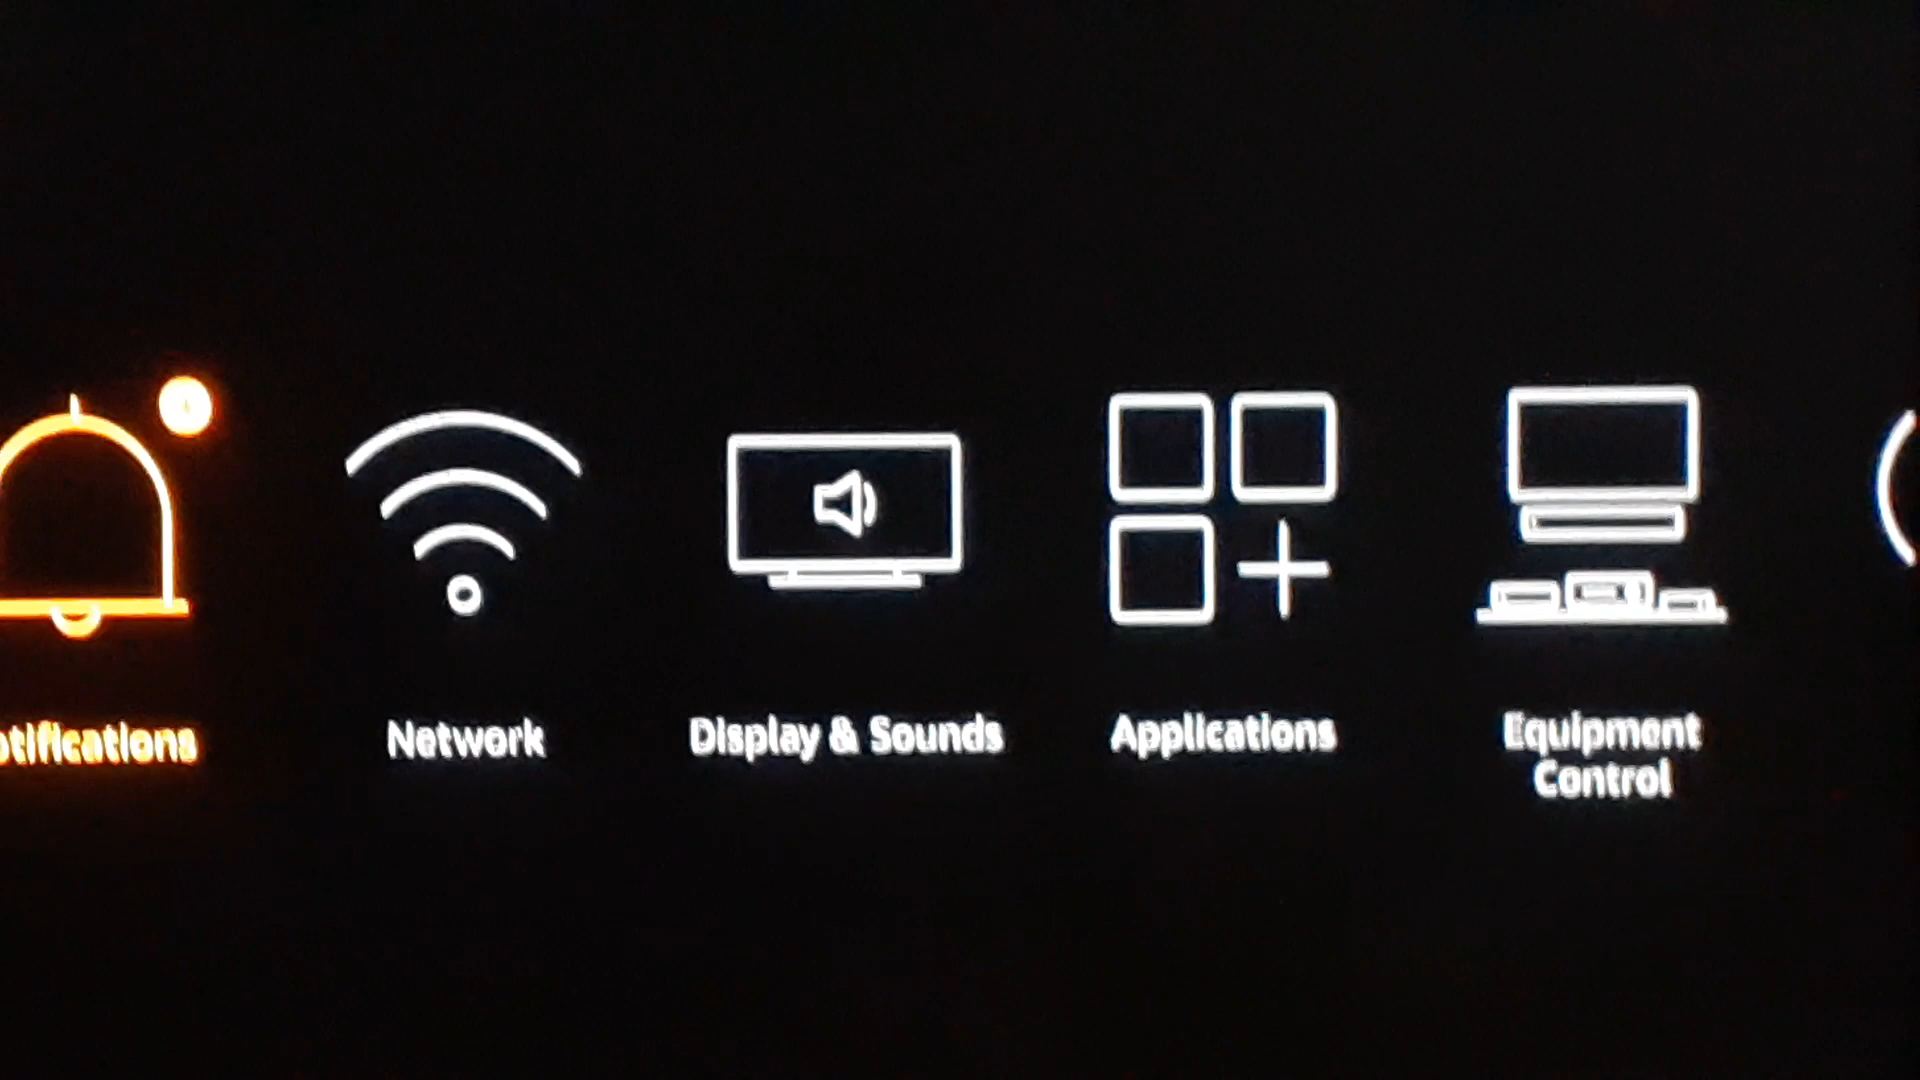 otifications
Network
Display & Sounds
Applications
Equipment
Control